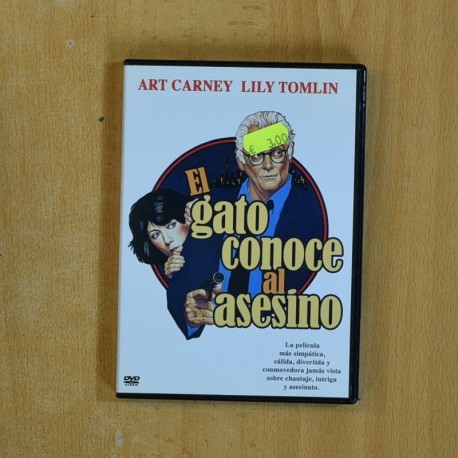 ART CARNEY LILY TOMLIN
€ 3,00
El
gato
conoce
al
asesino
La película
más simpática,
cálida, divertida y
conmovedora jamás vista
sobre chantaje, intriga
y asesinato.
DVD
VIDEO